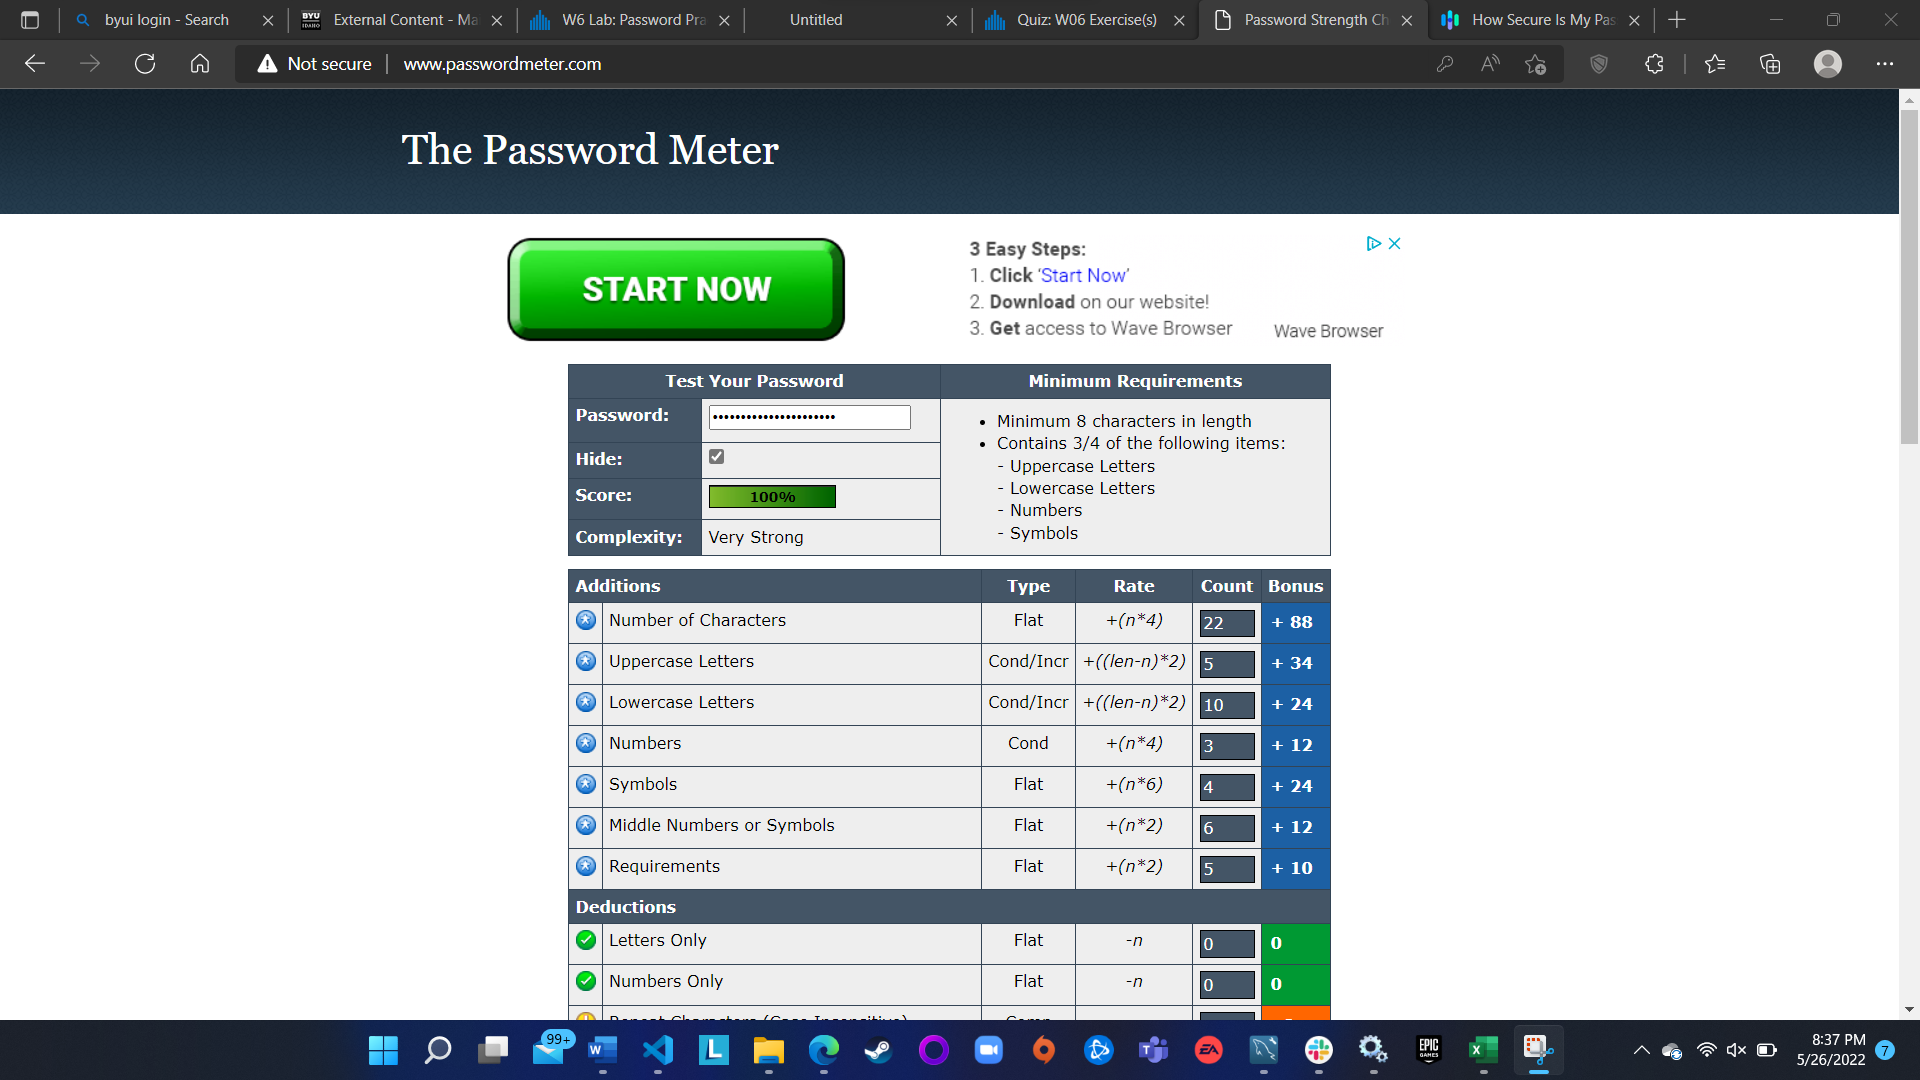 byui login - Search
External Content - Ma
W6 Lab: Password Pra
Untitled
Quiz: W06 Exercise(s)
Password Strength Ch
How Secure Is My Pas
Not secure
www.passwordmeter.com
The Password Meter
START NOW
3 Easy Steps:
1. Click ‘Start Now’
2. Download on our website!
3. Get access to Wave Browser
Wave Browser
Test Your Password
Minimum Requirements
Password:
••••••••••••••••••••••
Hide:
Score:
100%
Complexity:
Very Strong
• Minimum 8 characters in length
• Contains 3/4 of the following items:
- Uppercase Letters
- Lowercase Letters
- Numbers
- Symbols
Additions Type Rate Count Bonus
Number of Characters Flat +(n*4) 22 + 88
Uppercase Letters Cond/Incr +((len-n)*2) 5 + 34
Lowercase Letters Cond/Incr +((len-n)*2) 10 + 24
Numbers Cond +(n*4) 3 + 12
Symbols Flat +(n*6) 4 + 24
Middle Numbers or Symbols Flat +(n*2) 6 + 12
Requirements Flat +(n*2) 5 + 10
Deductions
Letters Only Flat -n 0 0
Numbers Only Flat -n 0 0
Repeat Characters (Case Insensitive) Comp
99+
EPIC
GAMES
8:37 PM
5/26/2022
7